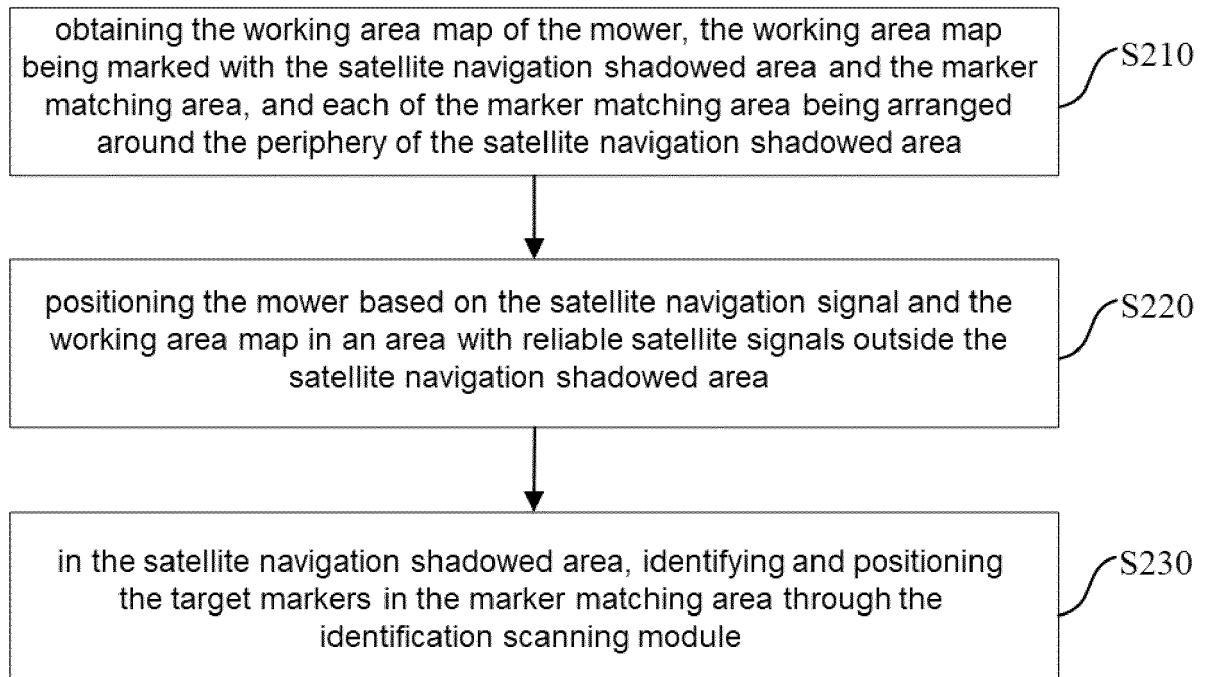 obtaining the working area map of the mower, the working area map
being marked with the satellite navigation shadowed area and the marker
matching area, and each of the marker matching area being arranged
around the periphery of the satellite navigation shadowed area
S210
positioning the mower based on the satellite navigation signal and the
working area map in an area with reliable satellite signals outside the
satellite navigation shadowed area
S220
in the satellite navigation shadowed area, identifying and positioning
the target markers in the marker matching area through the
identification scanning module
S230